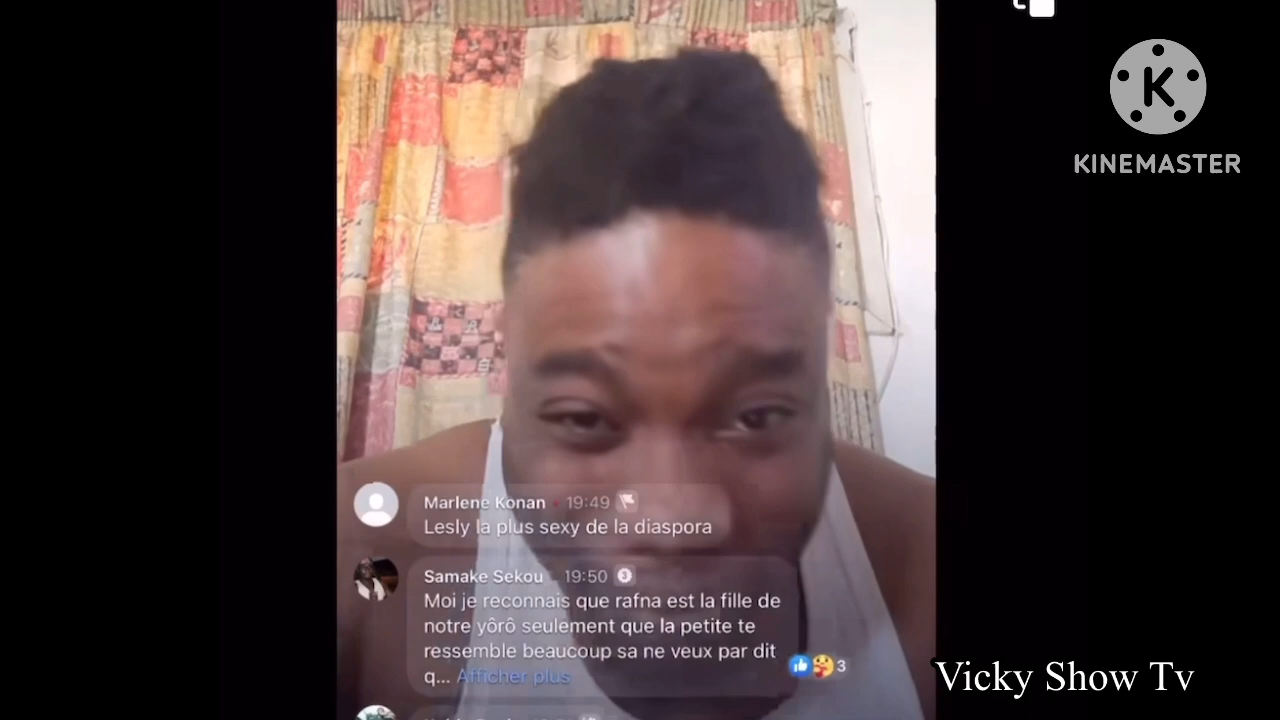 KINEMASTER
Marlene Konan 19:49
Lesly la plus sexy de la diaspora
Samake Sekou 19:50
Moi je reconnais que rafna est la fille de
notre yôrô seulement que la petite te
ressemble beaucoup sa ne veux par dit
q... Afficher plus
3
Vicky Show Tv